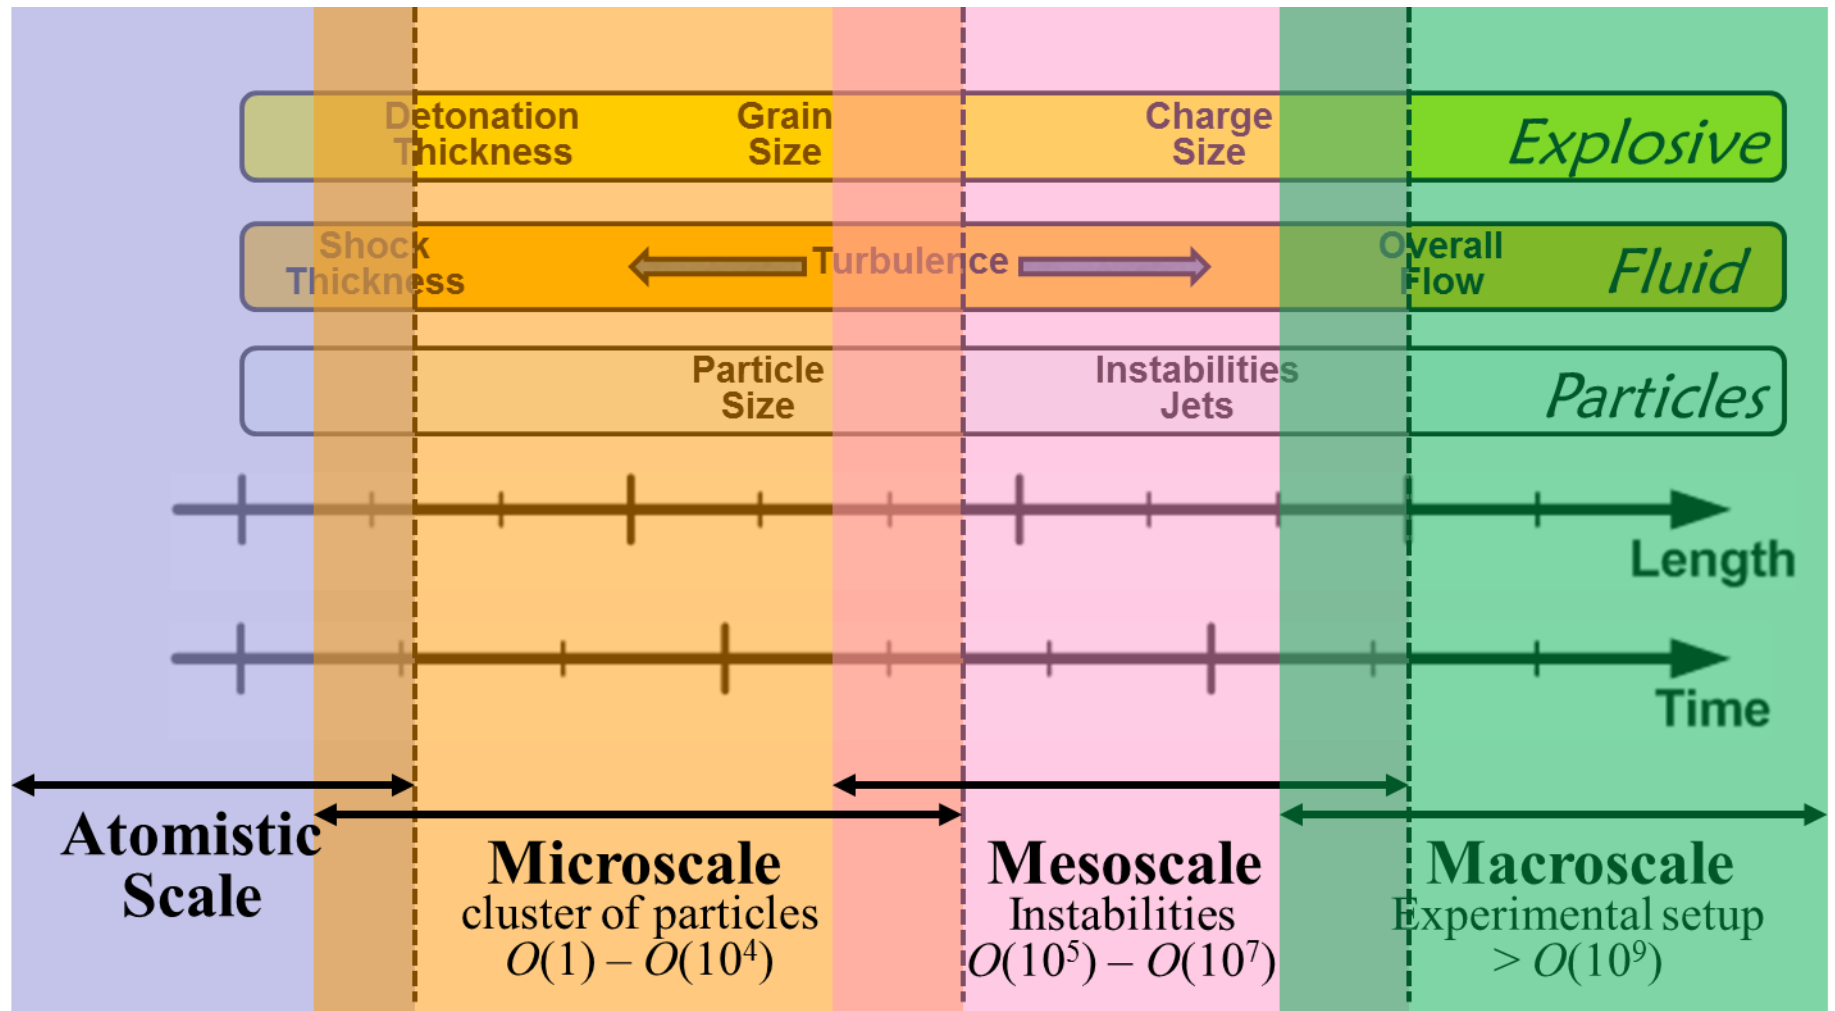 Detonation
Thickness
Grain
Size
Charge
Size
Explosive
Shock
Thickness
Turbulence
Overall
Flow
Fluid
Particle
Size
Instabilities
Jets
Particles
Length
Time
Atomistic
Scale
Microscale
cluster of particles
O(1) – O(10⁴)
Mesoscale
Instabilities
O(10⁵) – O(10⁷)
Macroscale
Experimental setup
> O(10⁹)